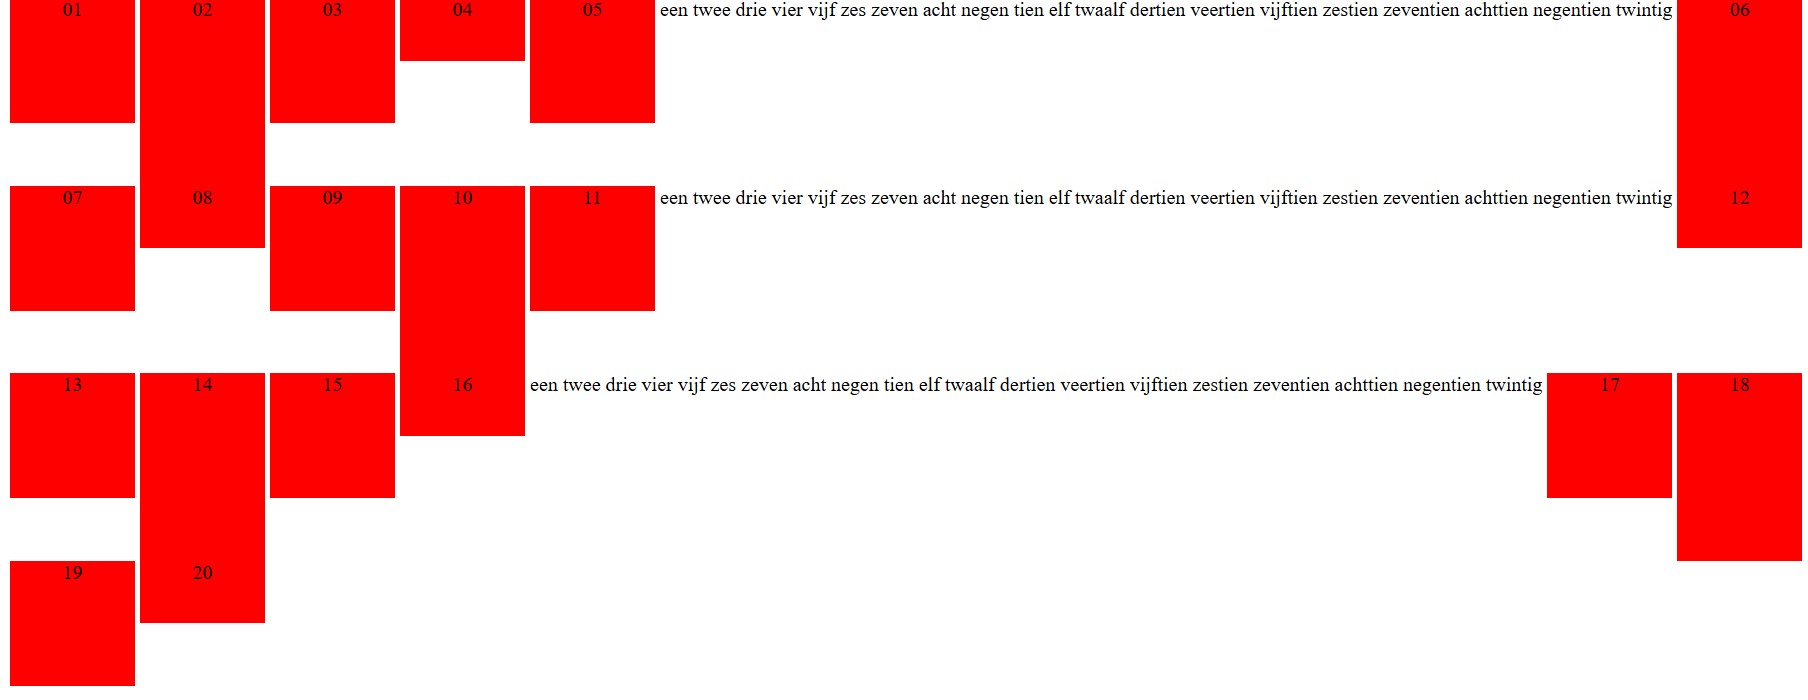 01 02 03 04 05 een twee drie vier vijf zes zeven acht negen tien elf twaalf dertien veertien vijftien zestien zeventien achttien negentien twintig 06
07 08 09 10 11 een twee drie vier vijf zes zeven acht negen tien elf twaalf dertien veertien vijftien zestien zeventien achttien negentien twintig 12
13 14 15 16 een twee drie vier vijf zes zeven acht negen tien elf twaalf dertien veertien vijftien zestien zeventien achttien negentien twintig 17 18
19 20